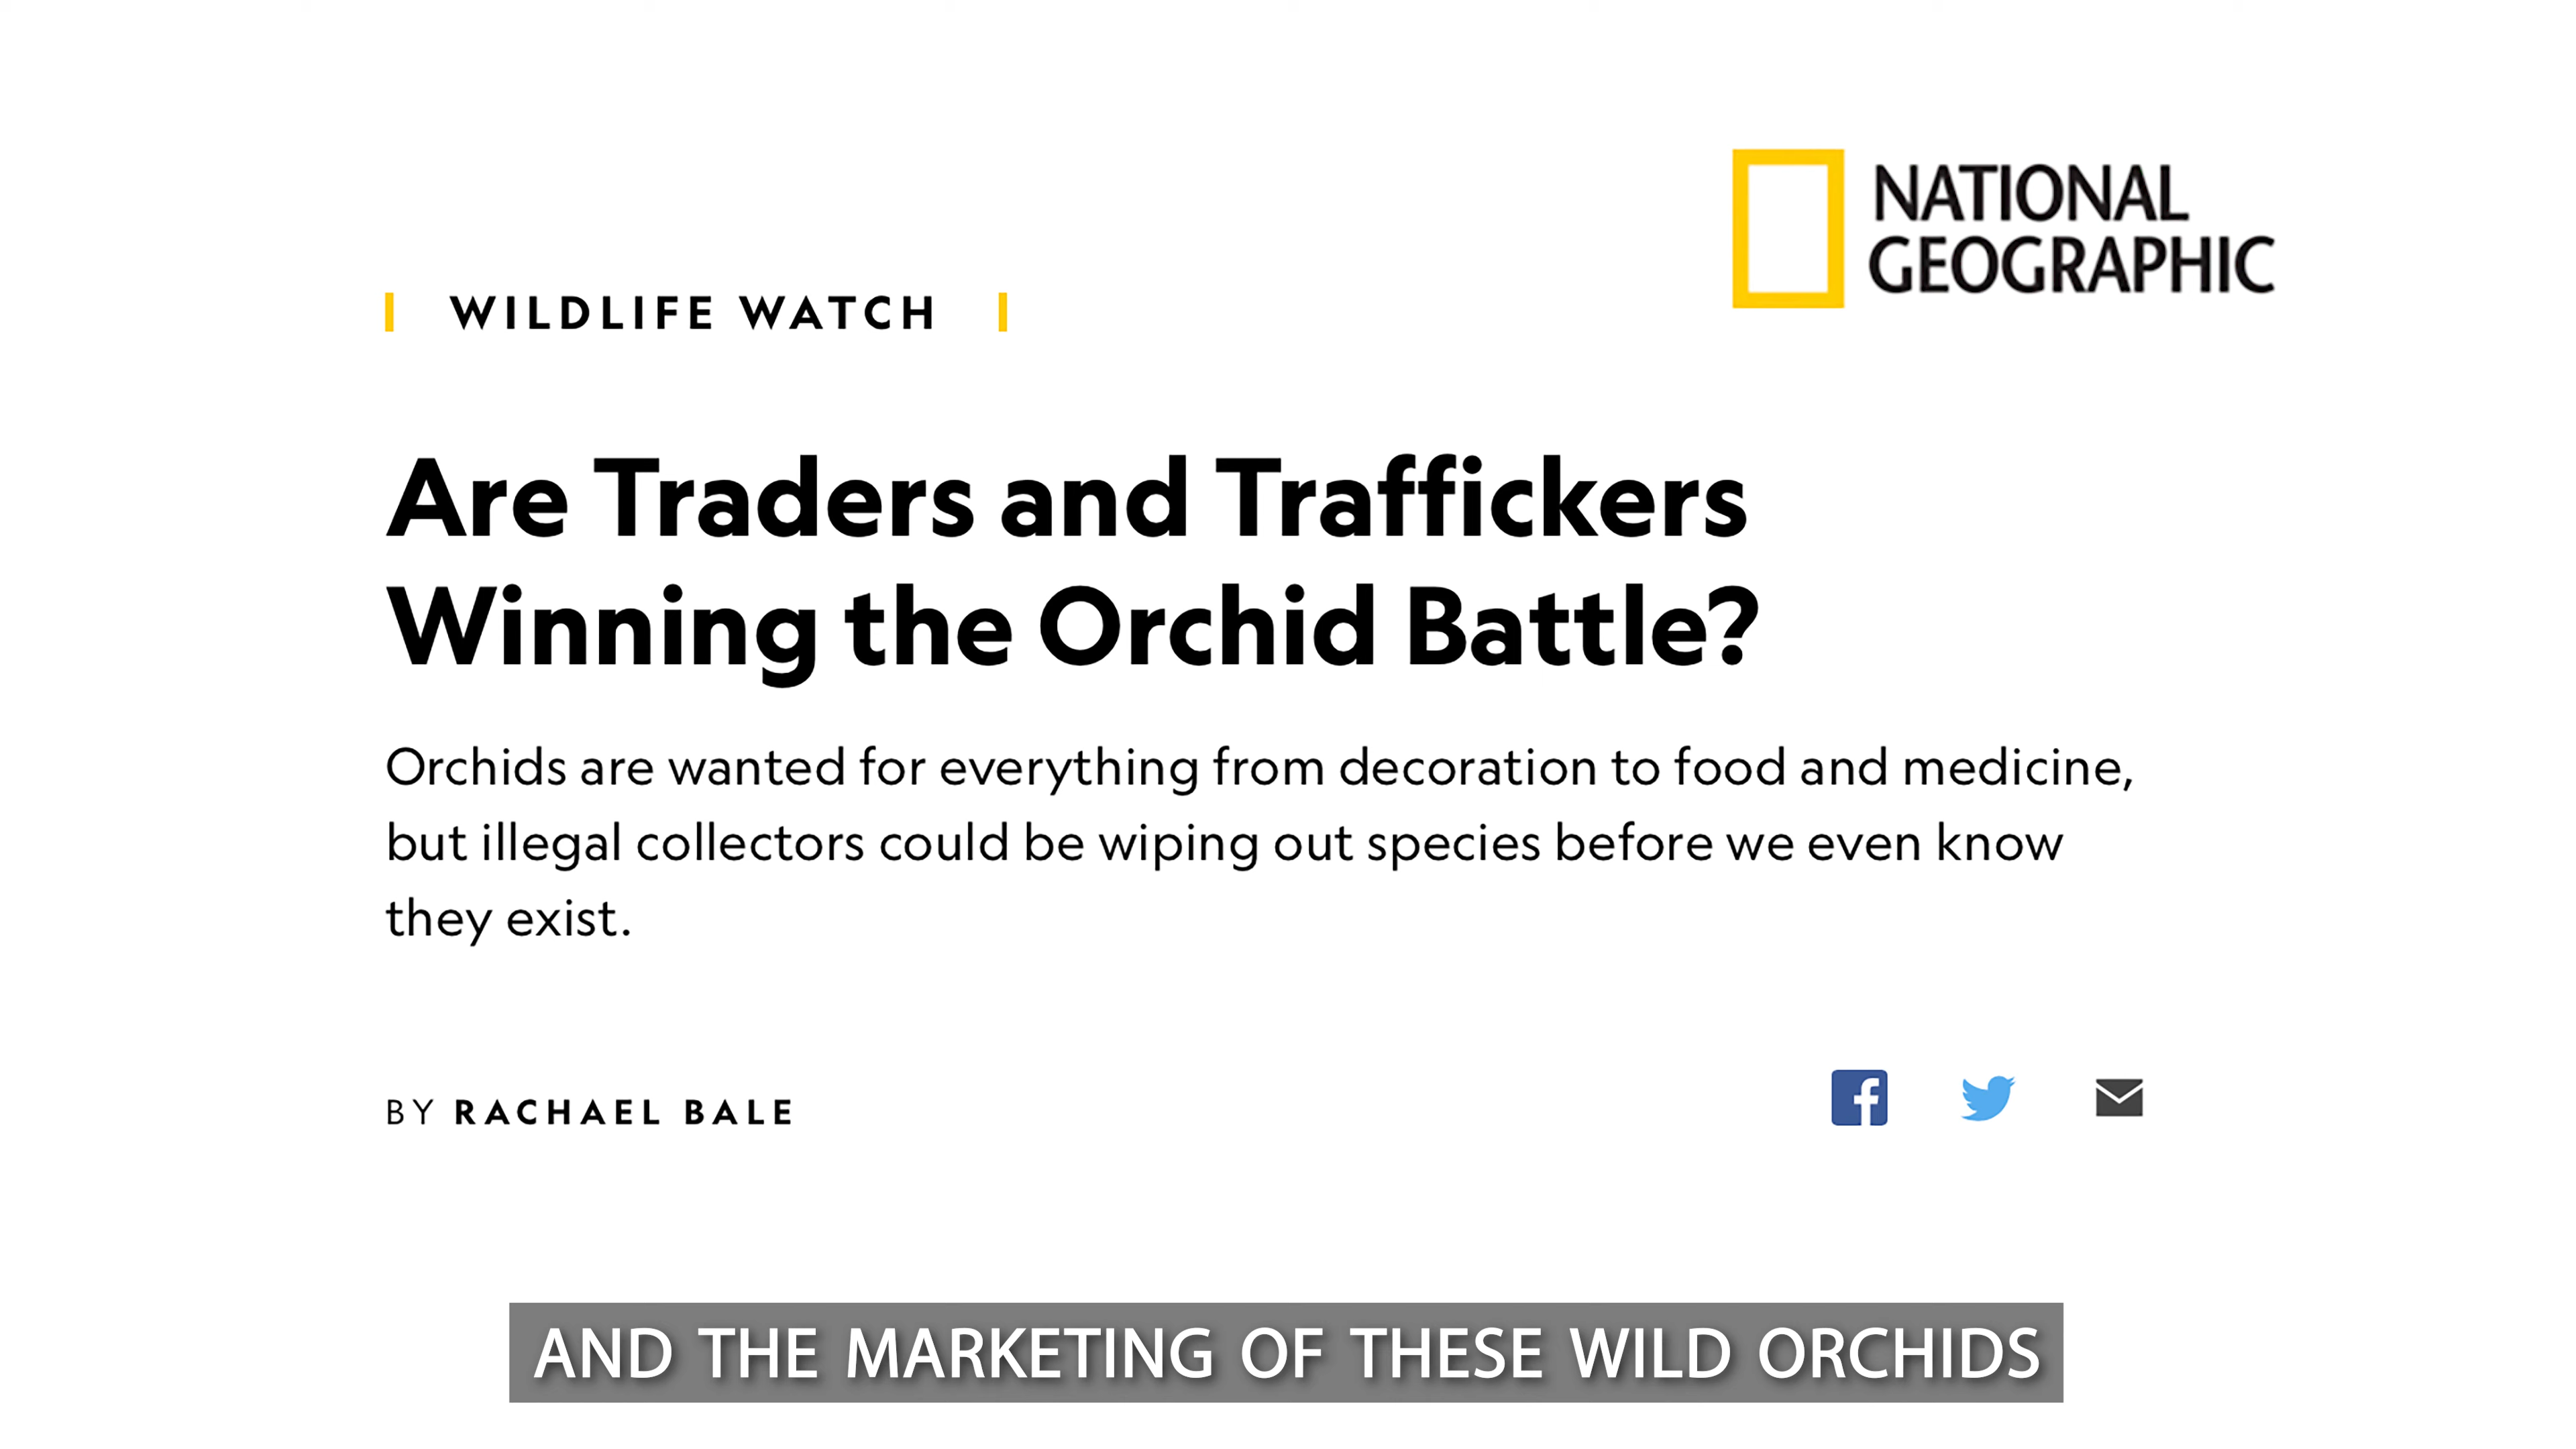 NATIONAL
GEOGRAPHIC
WILDLIFE WATCH
Are Traders and Traffickers
Winning the Orchid Battle?
Orchids are wanted for everything from decoration to food and medicine,
but illegal collectors could be wiping out species before we even know
they exist.
BY RACHAEL BALE
AND THE MARKETING OF THESE WILD ORCHIDS